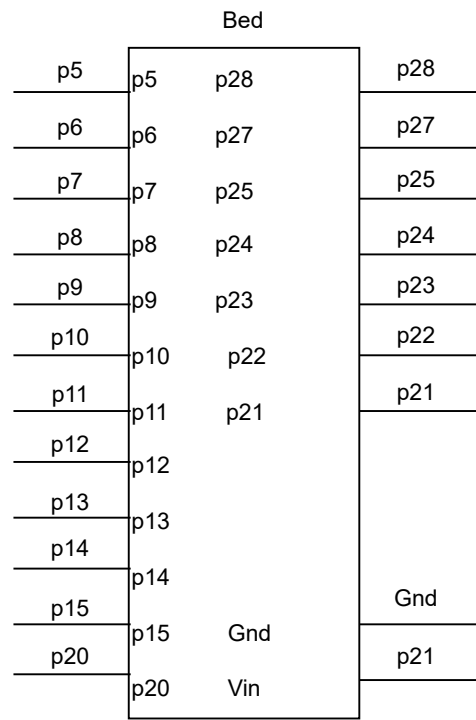 Bed
p5 p5 p28 p28
p6 p6 p27 p27
p7 p7 p25 p25
p8 p8 p24 p24
p9 p9 p23 p23
p10 p10 p22 p22
p11 p11 p21 p21
p12 p12
p13 p13
p14 p14
p15 p15 Gnd Gnd
p20 p20 Vin p21